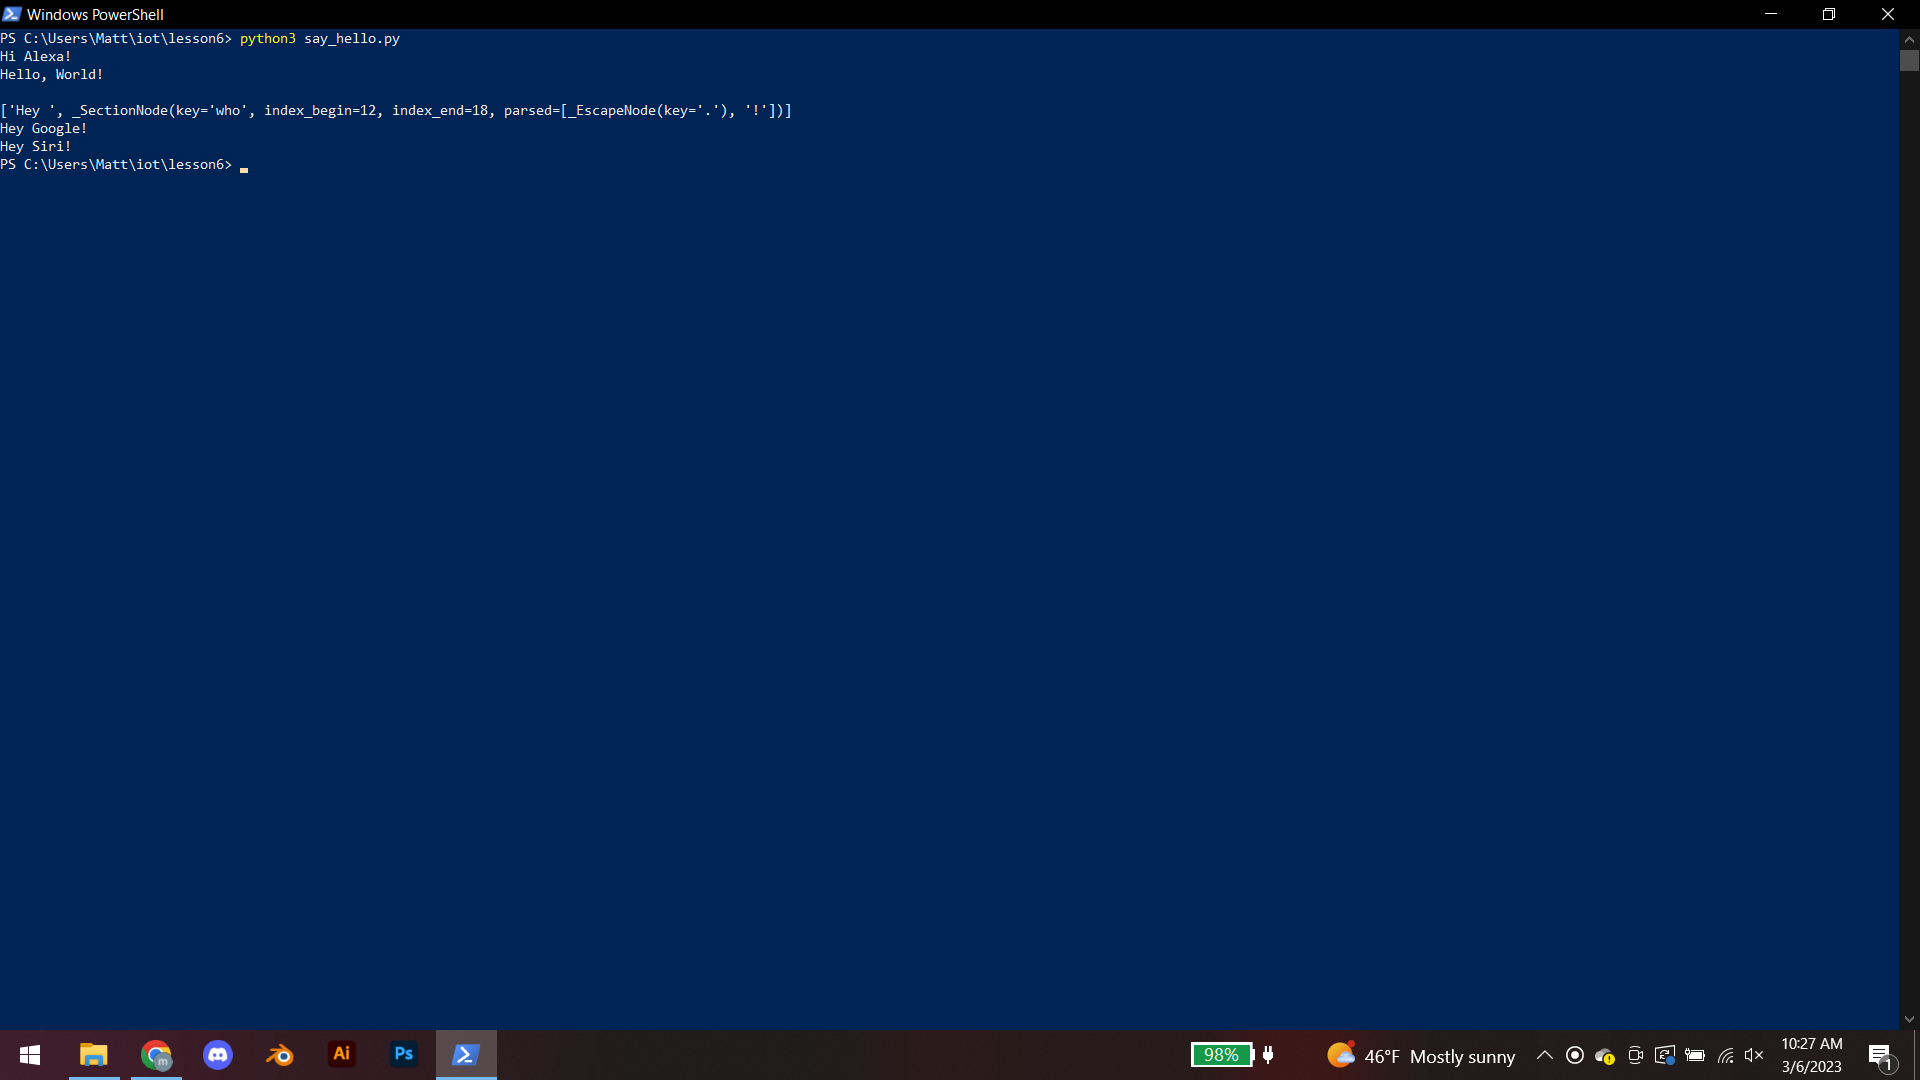 Windows PowerShell
PS C:\Users\Matt\iot\lesson6> python3 say_hello.py
Hi Alexa!
Hello, World!
['Hey ', _SectionNode(key='who', index_begin=12, index_end=18, parsed=[_EscapeNode(key='.'), '!'])]
Hey Google!
Hey Siri!
PS C:\Users\Matt\iot\lesson6>
m
Ai
Ps
98%
46°F Mostly sunny
10:27 AM
3/6/2023
1